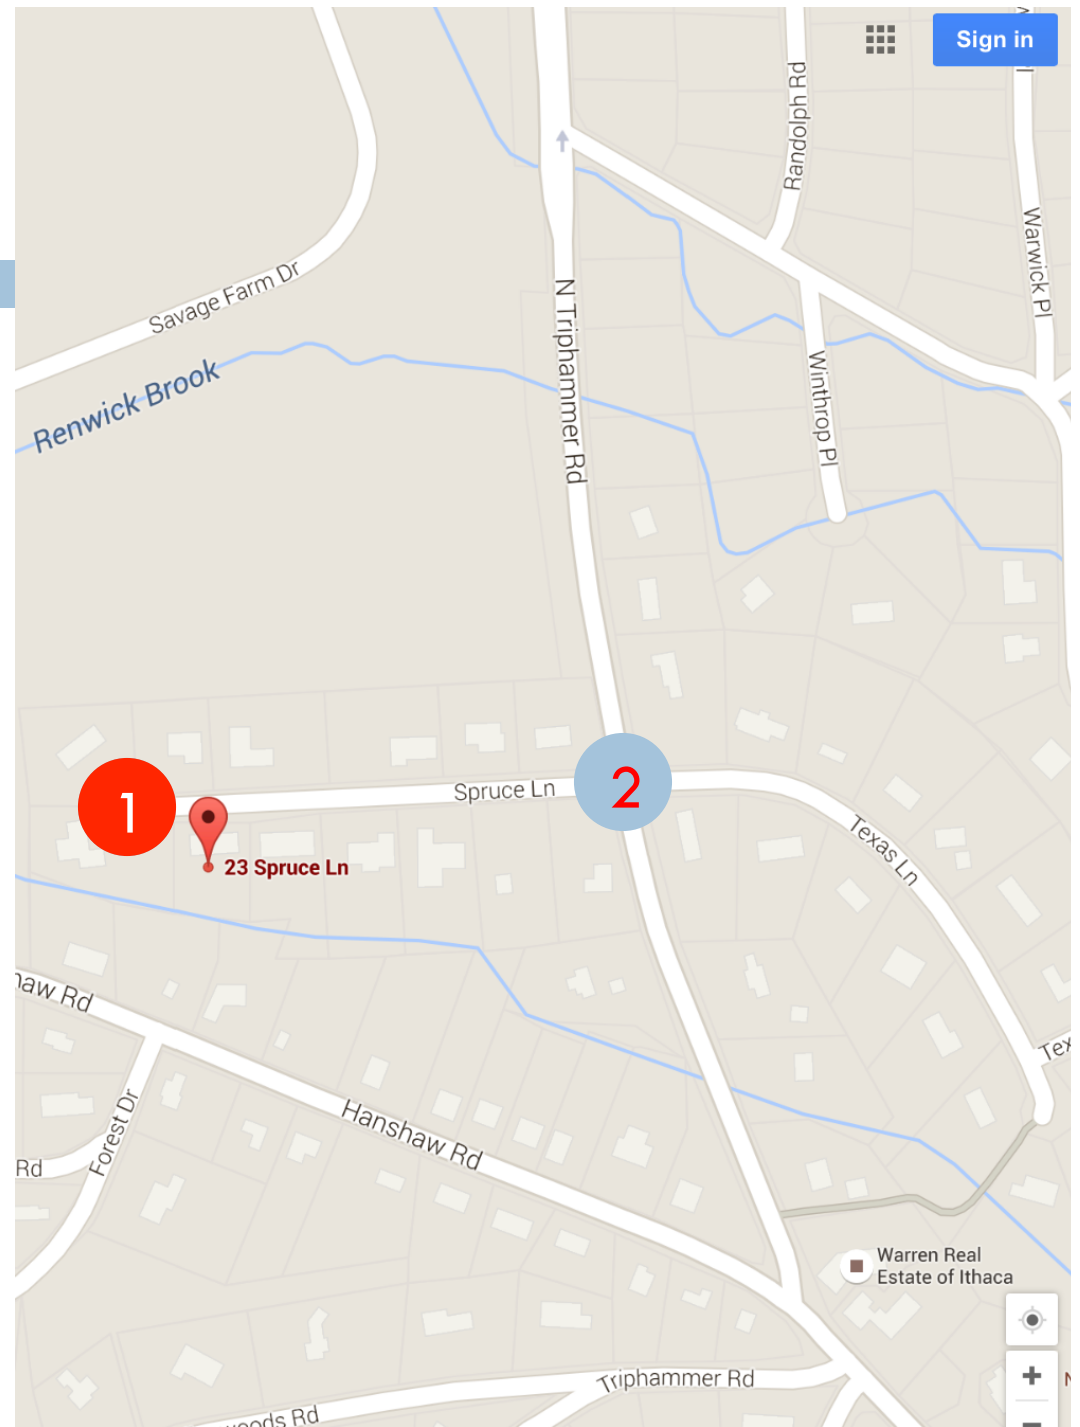 Sign in
Randolph Rd
Warwick Pl
Savage Farm Dr
N Triphammer Rd
Renwick Brook
Winthrop Pl
1
2
Spruce Ln
Texas Ln
23 Spruce Ln
haw Rd
Tex
Forest Dr
Hanshaw Rd
Rd
Warren Real
Estate of Ithaca
+
Triphammer Rd
oods Rd